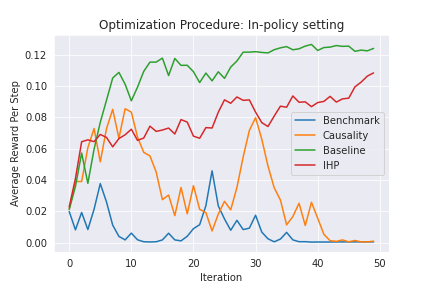 Optimization Procedure: In-policy setting
Average Reward Per Step
0.12
0.10
0.08
0.06
0.04
0.02
0.00
Benchmark
Causality
Baseline
IHP
0 10 20 30 40 50
Iteration